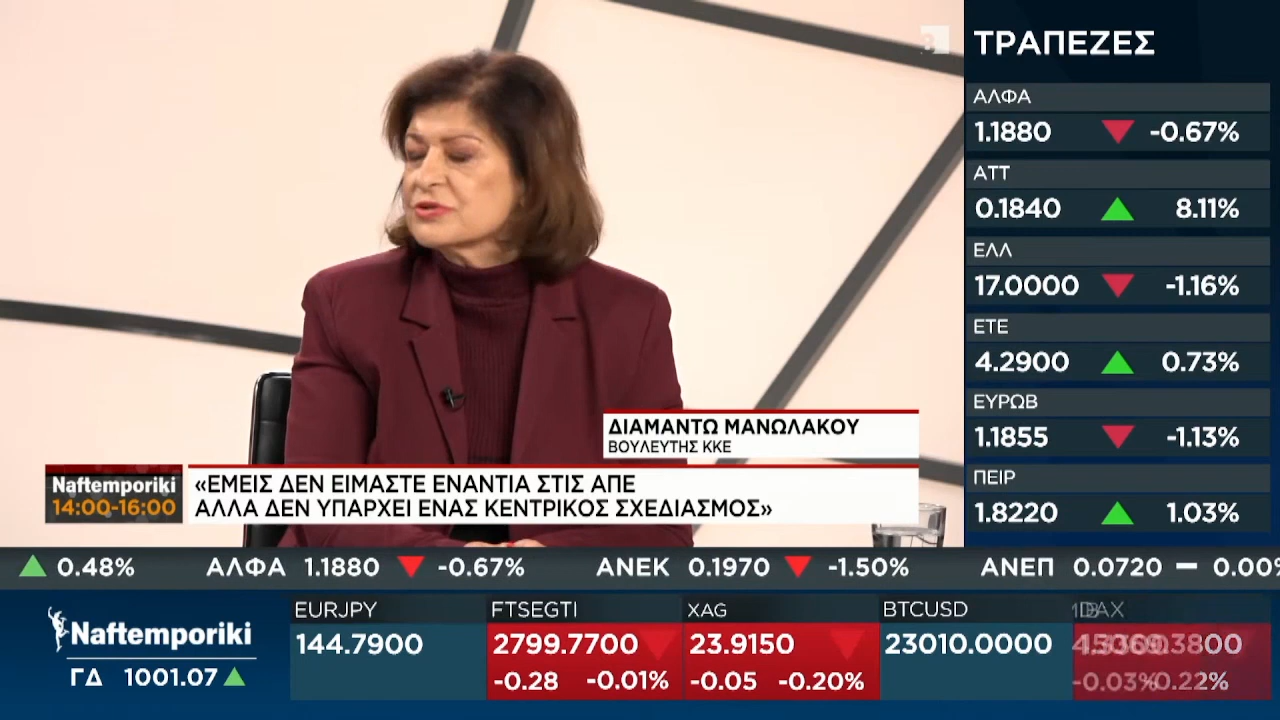 ΤΡΑΠΕΖΕΣ
ΑΛΦΑ
1.1880 -0.67%
ΑΤΤ
0.1840 8.11%
ΕΛΛ
17.0000 -1.16%
ΕΤΕ
4.2900 0.73%
ΕΥΡΩΒ
1.1855 -1.13%
ΠΕΙΡ
1.8220 1.03%
ΔΙΑΜΑΝΤΩ ΜΑΝΩΛΑΚΟΥ
ΒΟΥΛΕΥΤΗΣ ΚΚΕ
Naftemporiki
14:00-16:00
«ΕΜΕΙΣ ΔΕΝ ΕΙΜΑΣΤΕ ΕΝΑΝΤΙΑ ΣΤΙΣ ΑΠΕ
ΑΛΛΑ ΔΕΝ ΥΠΑΡΧΕΙ ΕΝΑΣ ΚΕΝΤΡΙΚΟΣ ΣΧΕΔΙΑΣΜΟΣ»
0.48% ΑΛΦΑ 1.1880 -0.67% ΑΝΕΚ 0.1970 -1.50% ΑΝΕΠ 0.0720 0.00%
Naftemporiki
ΓΔ 1001.07
EURJPY
144.7900
FTSEGTI
2799.7700
-0.28 -0.01%
XAG
23.9150
-0.05 -0.20%
BTCUSD
23010.0000
DAX